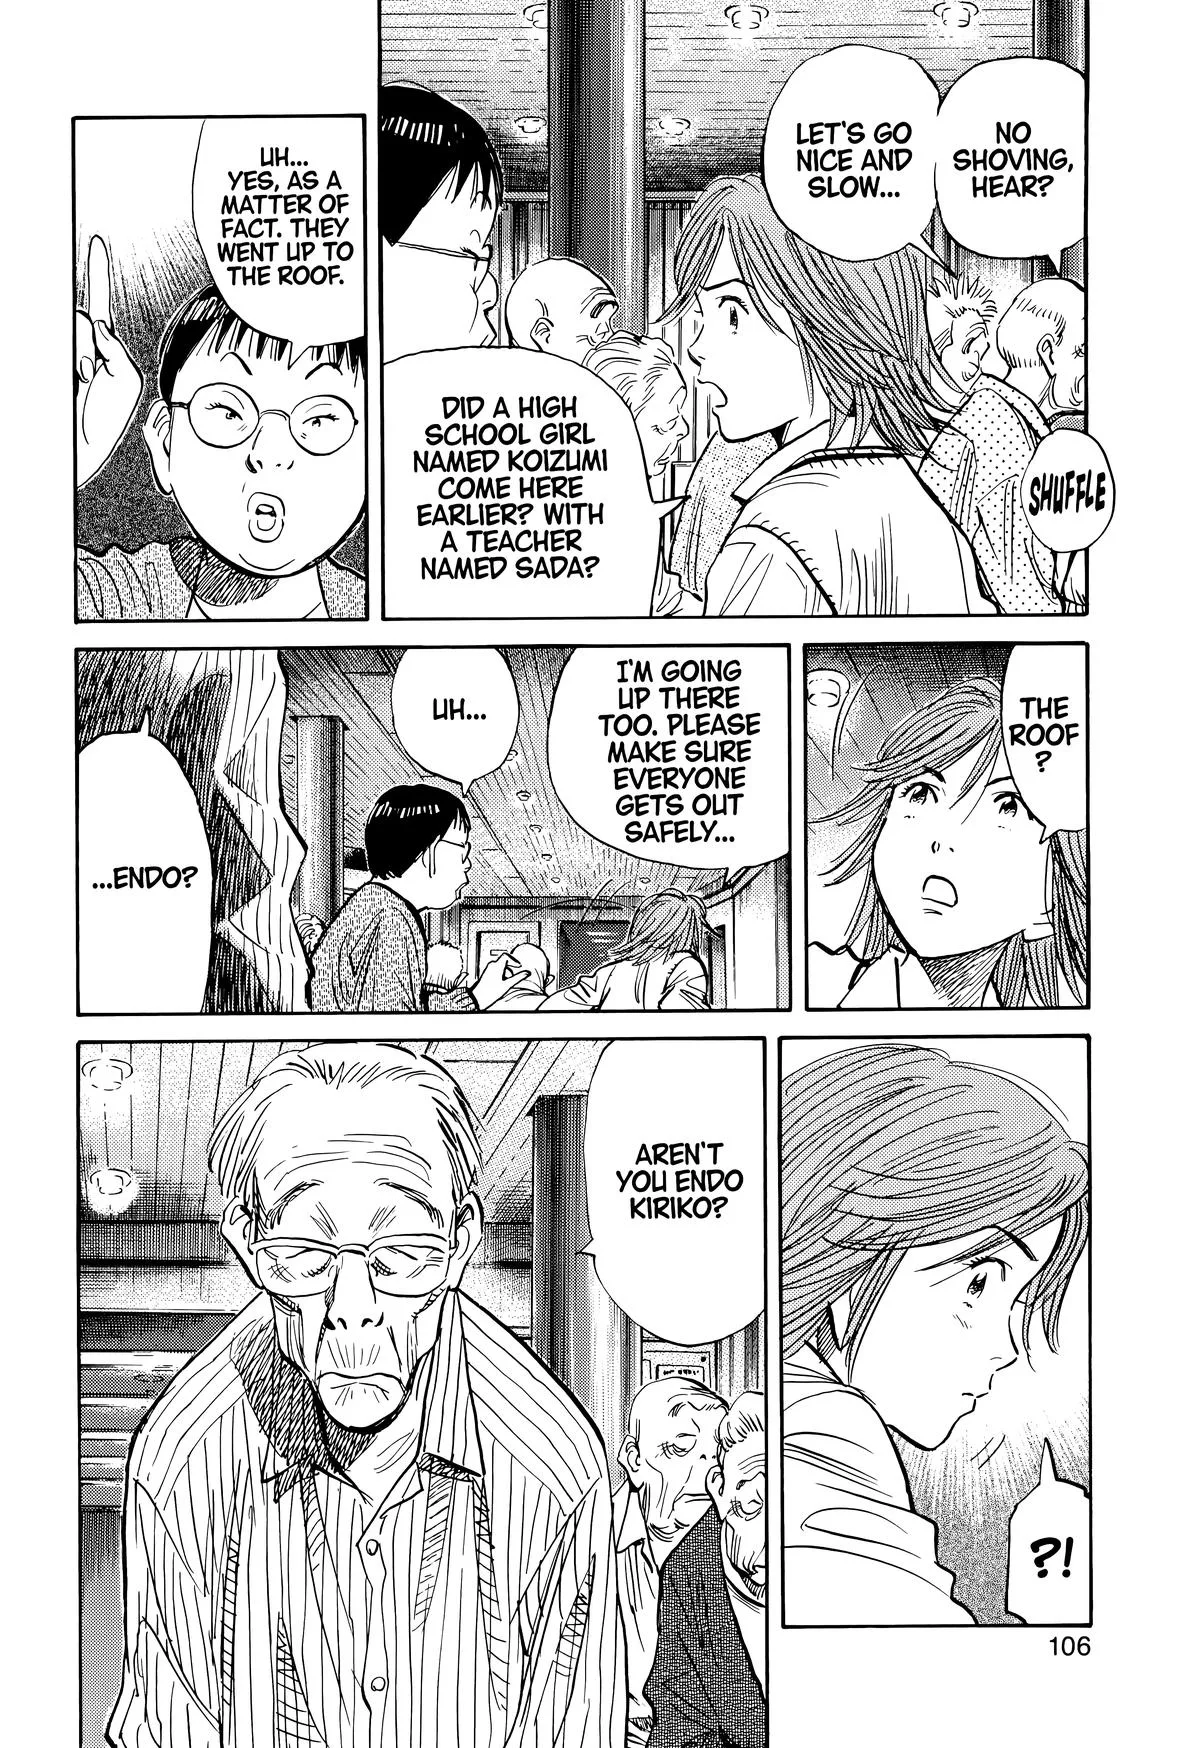 NO
SHOVING,
HEAR?
LET'S GO
NICE AND
SLOW...
SHUFFLE
DID A HIGH
SCHOOL GIRL
NAMED KOIZUMI
COME HERE
EARLIER? WITH
A TEACHER
NAMED SADA?
UH...
YES, AS A
MATTER OF
FACT. THEY
WENT UP TO
THE ROOF.
THE
ROOF
?
I'M GOING
UP THERE
TOO. PLEASE
MAKE SURE
EVERYONE
GETS OUT
SAFELY...
UH...
...ENDO?
?!
AREN'T
YOU ENDO
KIRIKO?
106